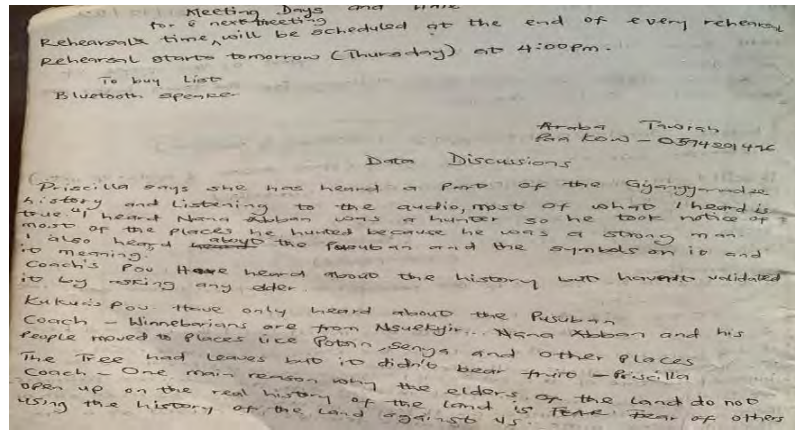 Meeting Days and time
for & next meeting
Rehearsals time, will be scheduled at the end of every rehearsal
Rehearsal starts tomorrow (Thursday) at 4:00pm.
To buy List
Bluetooth speaker
Araba Tawiah
Paa Kow - 0574201496
Data Discussions
Priscilla says she has heard a part of the Gyangyanadze
history and Listening to the audio, most of what I heard is
true. "I heard Nana Abban was a hunter so he took notice of
most of the places he hunted because he was a strong man.
I also heard about the Pusuban and the symbols on it and
it meaning."
Coach's Pov Have heard about the history but havent validated
it by asking any elder.
Kukua's Pov Have only heard about the Pusuban
Coach - Winnebarians are from Nsuekyir... Nana Abban and his
People moved to places like Potsin, Senya and other places
The Tree had leaves but it didn't bear fruit - Priscilla
Coach - One main reason why the elders of the land do not
open up on the real history of the land is Fear of others
using the history of the land against us.